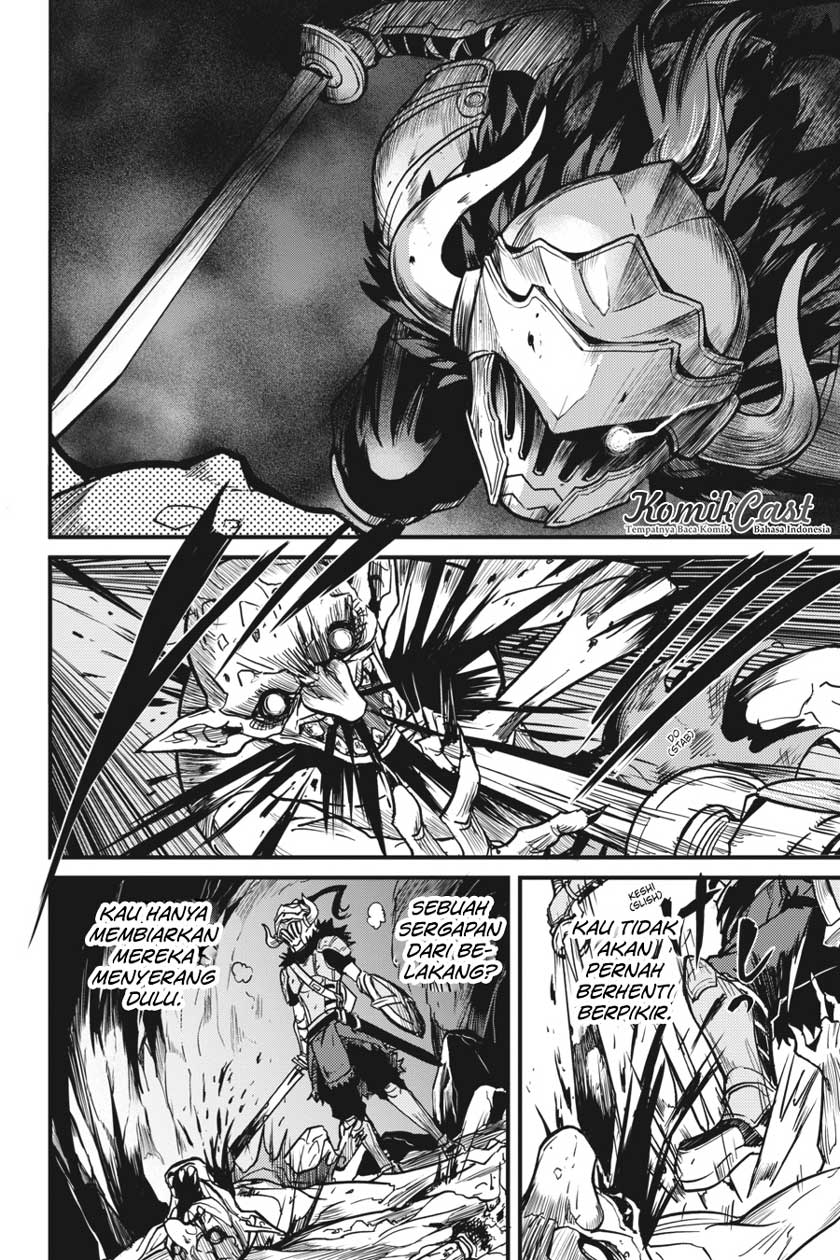 KomikCast
Tempatnya Baca Komik Bahasa Indonesia
DO
(STAB)
KESHI
(SLISH)
KAU TIDAK
AKAN
PERNAH
BERHENTI
BERPIKIR.
SEBUAH
SERGAPAN
DARI BE-
LAKANG?
KAU HANYA
MEMBIARKAN
MEREKA
MENYERANG
DULU.